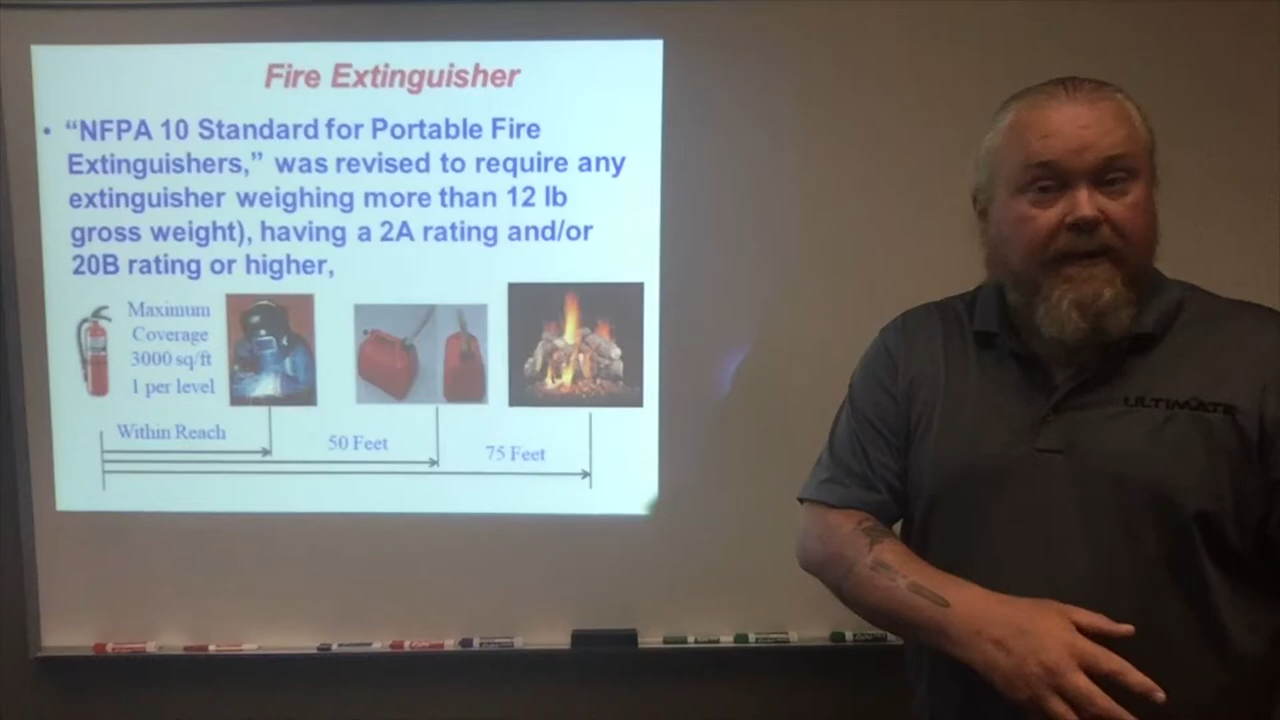 Fire Extinguisher
• “NFPA 10 Standard for Portable Fire
Extinguishers,” was revised to require any
extinguisher weighing more than 12 lb
gross weight), having a 2A rating and/or
20B rating or higher,
Maximum
Coverage
3000 sq/ft
1 per level
Within Reach
50 Feet
75 Feet
ULTIMATE